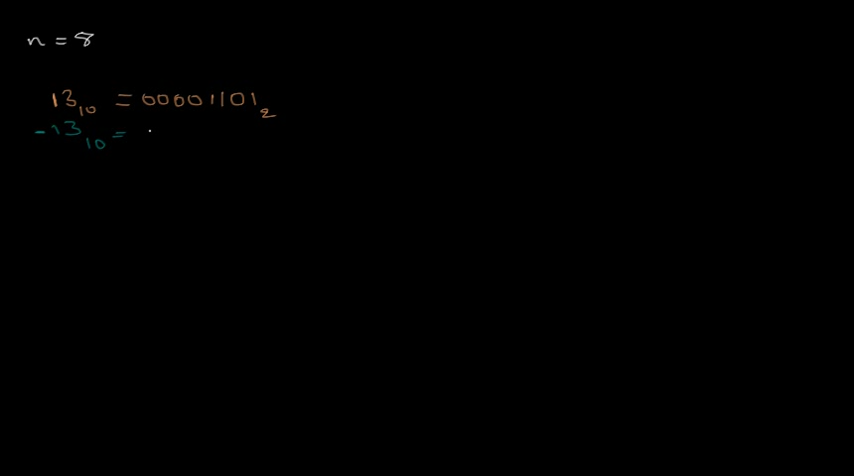 n = 8
13₁₀ = 00001101₂
-13₁₀ =